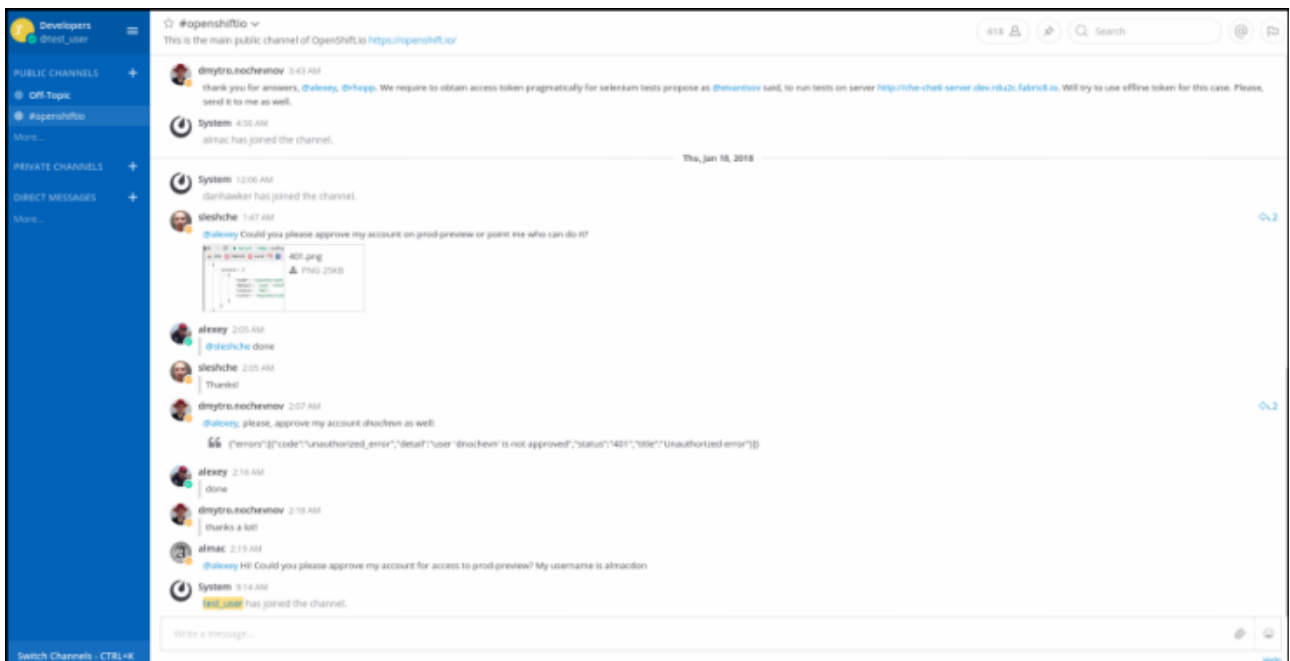 Developers
@test_user
PUBLIC CHANNELS +
Off-Topic
#openshiftio
More...
PRIVATE CHANNELS +
DIRECT MESSAGES +
More...
Switch Channels - CTRL+K
#openshiftio
This is the main public channel of OpenShift.io https://openshift.io/
618
Search
@
dmytro.nochevnov 3:43 AM
thank you for answers, @alexey, @rhopp. We require to obtain access token pragmatically for selenium tests propose as @eivantsov said, to run tests on server http://rhche-che6-server.dev.rdu2c.fabric8.io. Will try to use offline token for this case. Please,
send it to me as well.
System 4:56 AM
almac has joined the channel.
Thu, Jan 18, 2018
System 12:06 AM
danhawker has joined the channel.
sleshche 1:47 AM
2
@alexey Could you please approve my account on prod-preview or point me who can do it?
401.png
PNG 25KB
alexey 2:05 AM
@sleshche done
sleshche 2:05 AM
Thanks!
dmytro.nochevnov 2:07 AM
2
@alexey, please, approve my account dnochevn as well:
{"errors":[{"code":"unauthorized_error","detail":"user 'dnochevn' is not approved","status":"401","title":"Unauthorized error"}]}
alexey 2:16 AM
done
dmytro.nochevnov 2:18 AM
thanks a lot!
almac 2:19 AM
@alexey Hi! Could you please approve my account for access to prod-preview? My username is almacdon
System 9:14 AM
test_user has joined the channel.
Write a message...
Help